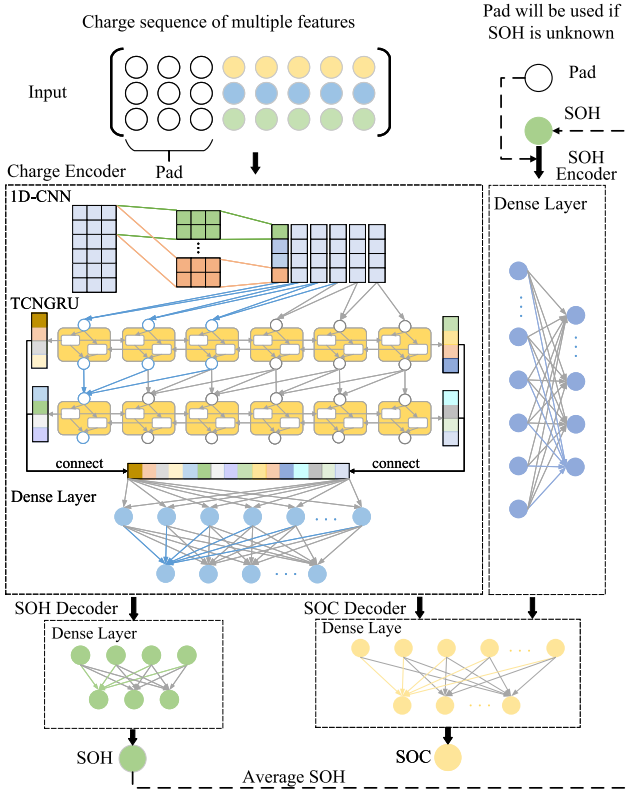 Charge sequence of multiple features
Pad will be used if
SOH is unknown
Input
Pad
SOH
Pad
Charge Encoder
SOH
Encoder
1D-CNN
Dense Layer
TCNGRU
connect
connect
Dense Layer
SOH Decoder
SOC Decoder
Dense Layer
Dense Laye
SOH
SOC
Average SOH